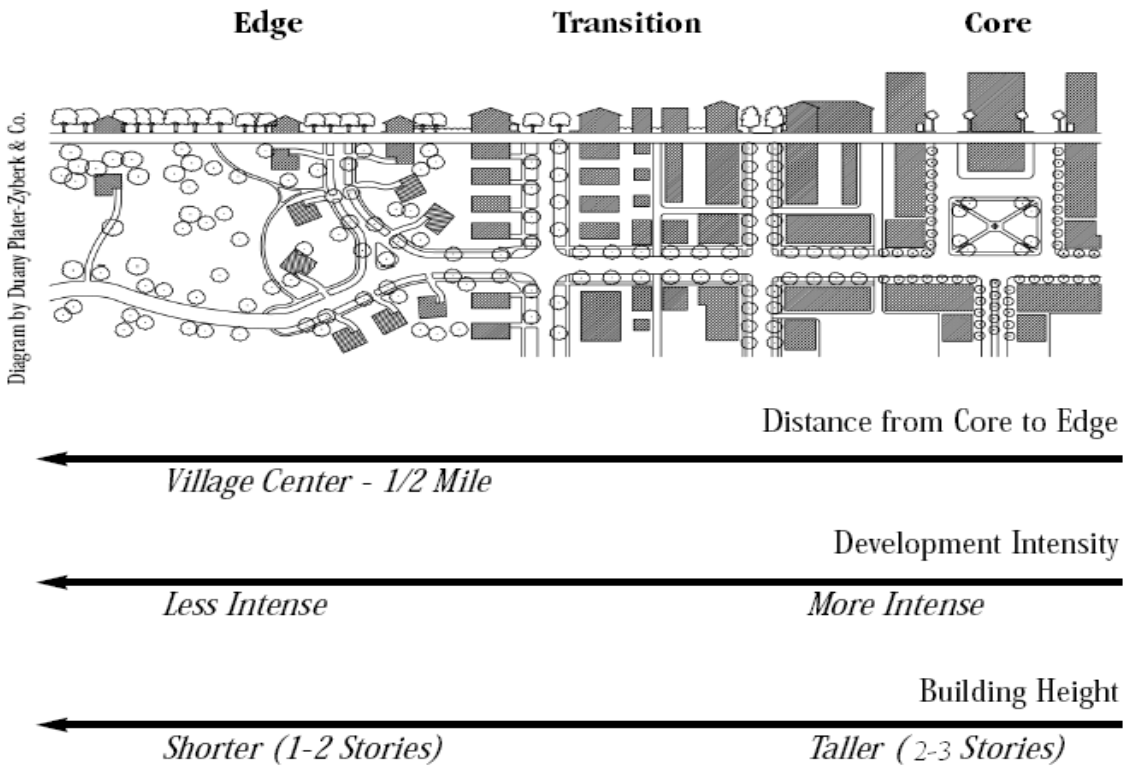 Edge Transition Core
Diagram by Duany Plater-Zyberk & Co.
Distance from Core to Edge
Village Center - 1/2 Mile
Development Intensity
Less Intense More Intense
Building Height
Shorter (1-2 Stories) Taller ( 2-3 Stories)